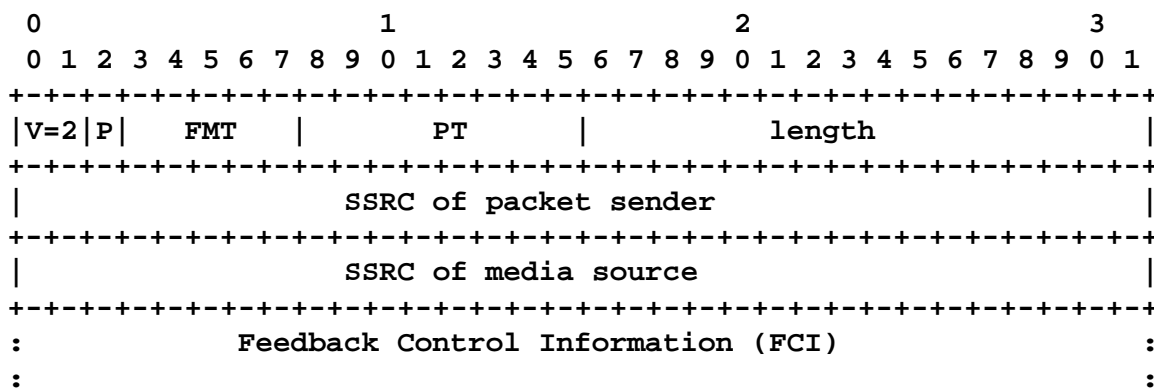 0                   1                   2                   3
 0 1 2 3 4 5 6 7 8 9 0 1 2 3 4 5 6 7 8 9 0 1 2 3 4 5 6 7 8 9 0 1
+-+-+-+-+-+-+-+-+-+-+-+-+-+-+-+-+-+-+-+-+-+-+-+-+-+-+-+-+-+-+-+-+
|V=2|P|   FMT   |       PT      |          length               |
+-+-+-+-+-+-+-+-+-+-+-+-+-+-+-+-+-+-+-+-+-+-+-+-+-+-+-+-+-+-+-+-+
|                  SSRC of packet sender                        |
+-+-+-+-+-+-+-+-+-+-+-+-+-+-+-+-+-+-+-+-+-+-+-+-+-+-+-+-+-+-+-+-+
|                  SSRC of media source                         |
+-+-+-+-+-+-+-+-+-+-+-+-+-+-+-+-+-+-+-+-+-+-+-+-+-+-+-+-+-+-+-+-+
:            Feedback Control Information (FCI)                 :
:                                                               :